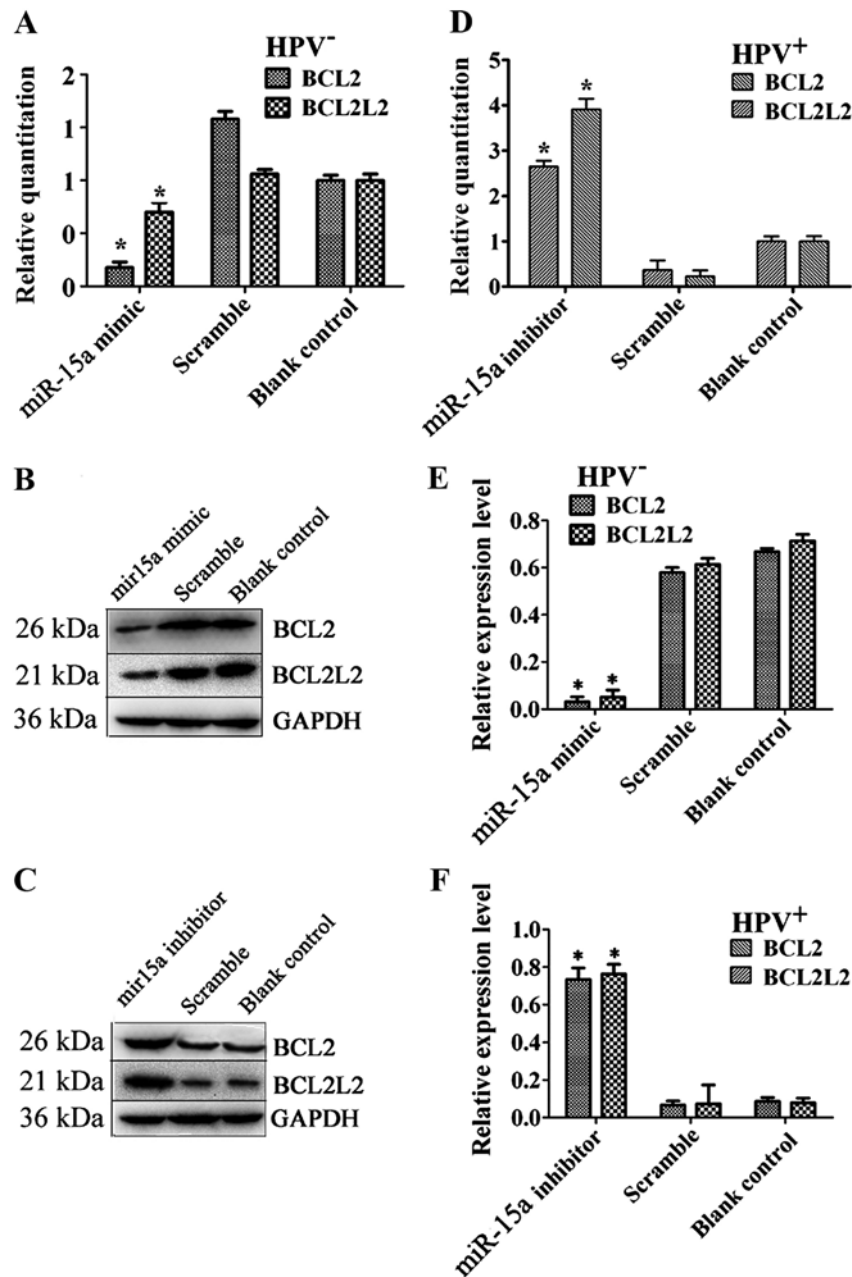 A
HPV-
BCL2
BCL2L2
Relative quantitation
2
1
1
0
0
miR-15a mimic
Scramble
Blank control
D
HPV+
BCL2
BCL2L2
Relative quantitation
5
4
3
2
1
0
*
*
*
*
miR-15a inhibitor
Scramble
Blank control
B
mir15a mimic
Scramble
Blank control
26 kDa BCL2
21 kDa BCL2L2
36 kDa GAPDH
E
HPV-
BCL2
BCL2L2
Relative expression level
0.8
0.6
0.4
0.2
0.0
* *
miR-15a mimic
Scramble
Blank control
C
mir15a inhibitor
Scramble
Blank control
26 kDa BCL2
21 kDa BCL2L2
36 kDa GAPDH
F
HPV+
BCL2
BCL2L2
Relative expression level
1.0
0.8
0.6
0.4
0.2
0.0
* *
miR-15a inhibitor
Scramble
Blank control